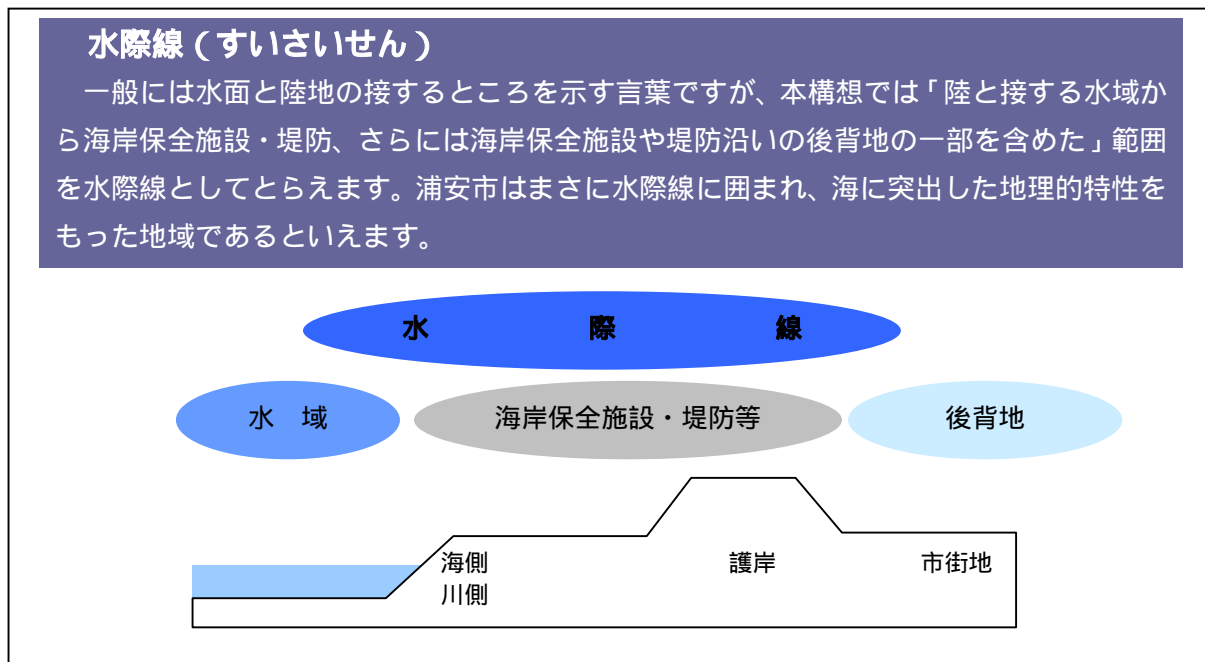 水際線(すいさいせん)
一般には水面と陸地の接するところを示す言葉ですが、本構想では「陸と接する水域か
ら海岸保全施設・堤防、さらには海岸保全施設や堤防沿いの後背地の一部を含めた」範囲
を水際線としてとらえます。浦安市はまさに水際線に囲まれ、海に突出した地理的特性を
もった地域であるといえます。
水 際 線
水 域 海岸保全施設・堤防等 後背地
海側 護岸 市街地
川側